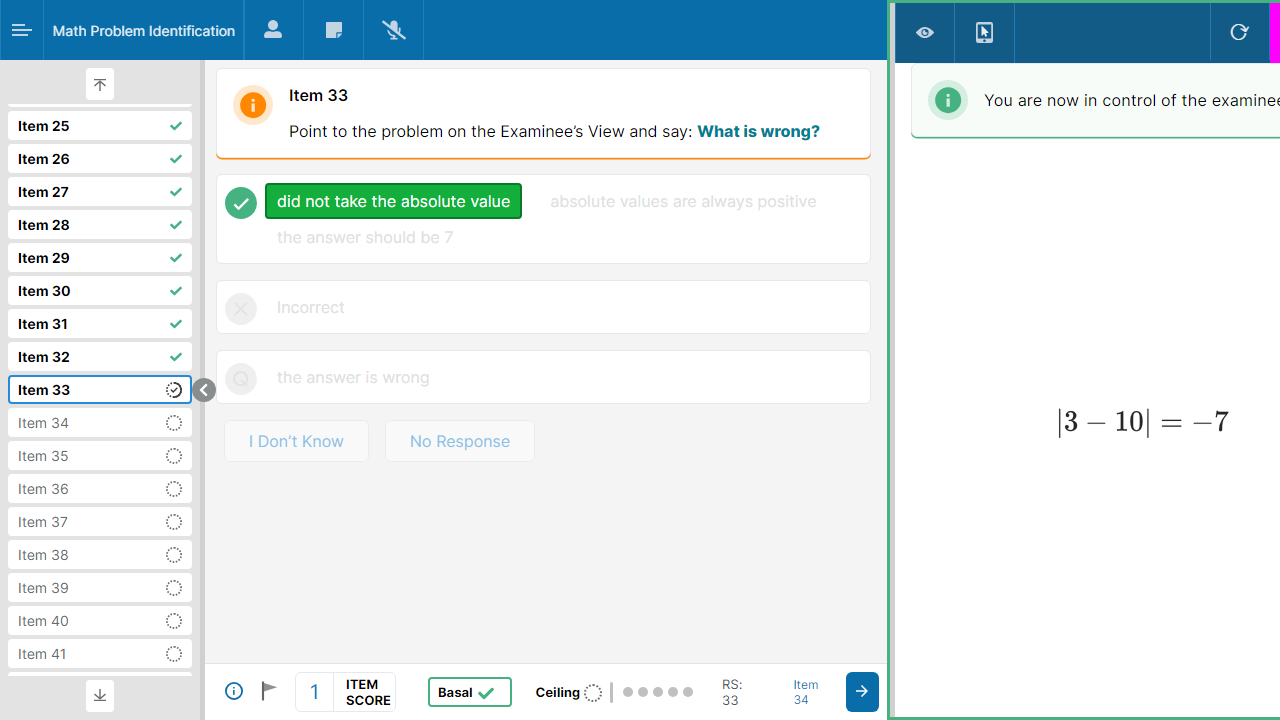 Math Problem Identification
Item 25
Item 26
Item 27
Item 28
Item 29
Item 30
Item 31
Item 32
Item 33
Item 34
Item 35
Item 36
Item 37
Item 38
Item 39
Item 40
Item 41
Item 33
Point to the problem on the Examinee’s View and say: What is wrong?
did not take the absolute value
absolute values are always positive
the answer should be 7
Incorrect
Q the answer is wrong
I Don’t Know
No Response
1 ITEM SCORE
Basal
Ceiling
RS: 33
Item 34
You are now in control of the examinee
|3 − 10| = −7